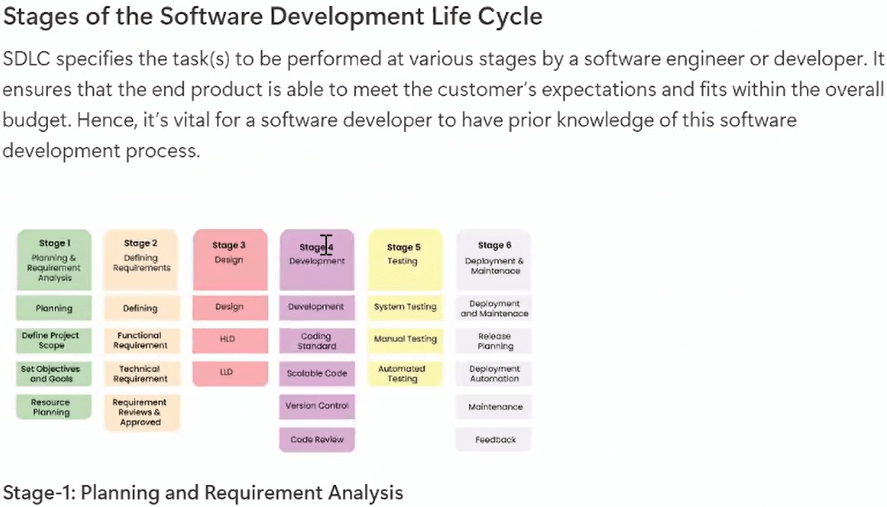 Stages of the Software Development Life Cycle
SDLC specifies the task(s) to be performed at various stages by a software engineer or developer. It
ensures that the end product is able to meet the customer's expectations and fits within the overall
budget. Hence, it's vital for a software developer to have prior knowledge of this software
development process.
Stage 1
Planning &
Requirement
Analysis
Planning
Define Project
Scope
Set Objectives
and Goals
Resource
Planning
Stage 2
Defining
Requirements
Defining
Functional
Requirement
Technical
Requirement
Requirement
Reviews &
Approved
Stage 3
Design
Design
HLD
LLD
Stage 4
Development
Development
Coding
Standard
Scalable Code
Version Control
Code Review
Stage 5
Testing
System Testing
Manual Testing
Automated
Testing
Stage 6
Deployment &
Maintenace
Deployment
and Maintenace
Release
Planning
Deployment
Automation
Maintenance
Feedback
Stage-1: Planning and Requirement Analysis